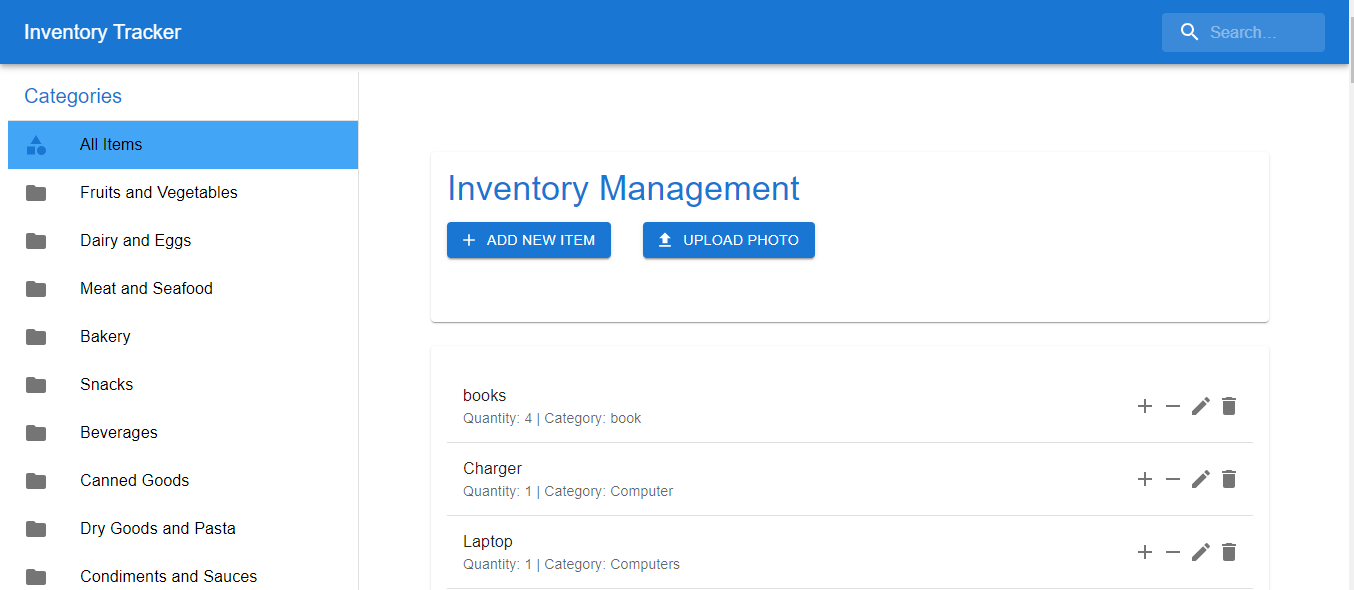 Inventory Tracker
Search…
Categories
All Items
Fruits and Vegetables
Dairy and Eggs
Meat and Seafood
Bakery
Snacks
Beverages
Canned Goods
Dry Goods and Pasta
Condiments and Sauces
Inventory Management
ADD NEW ITEM
UPLOAD PHOTO
books
Quantity: 4 | Category: book
Charger
Quantity: 1 | Category: Computer
Laptop
Quantity: 1 | Category: Computers